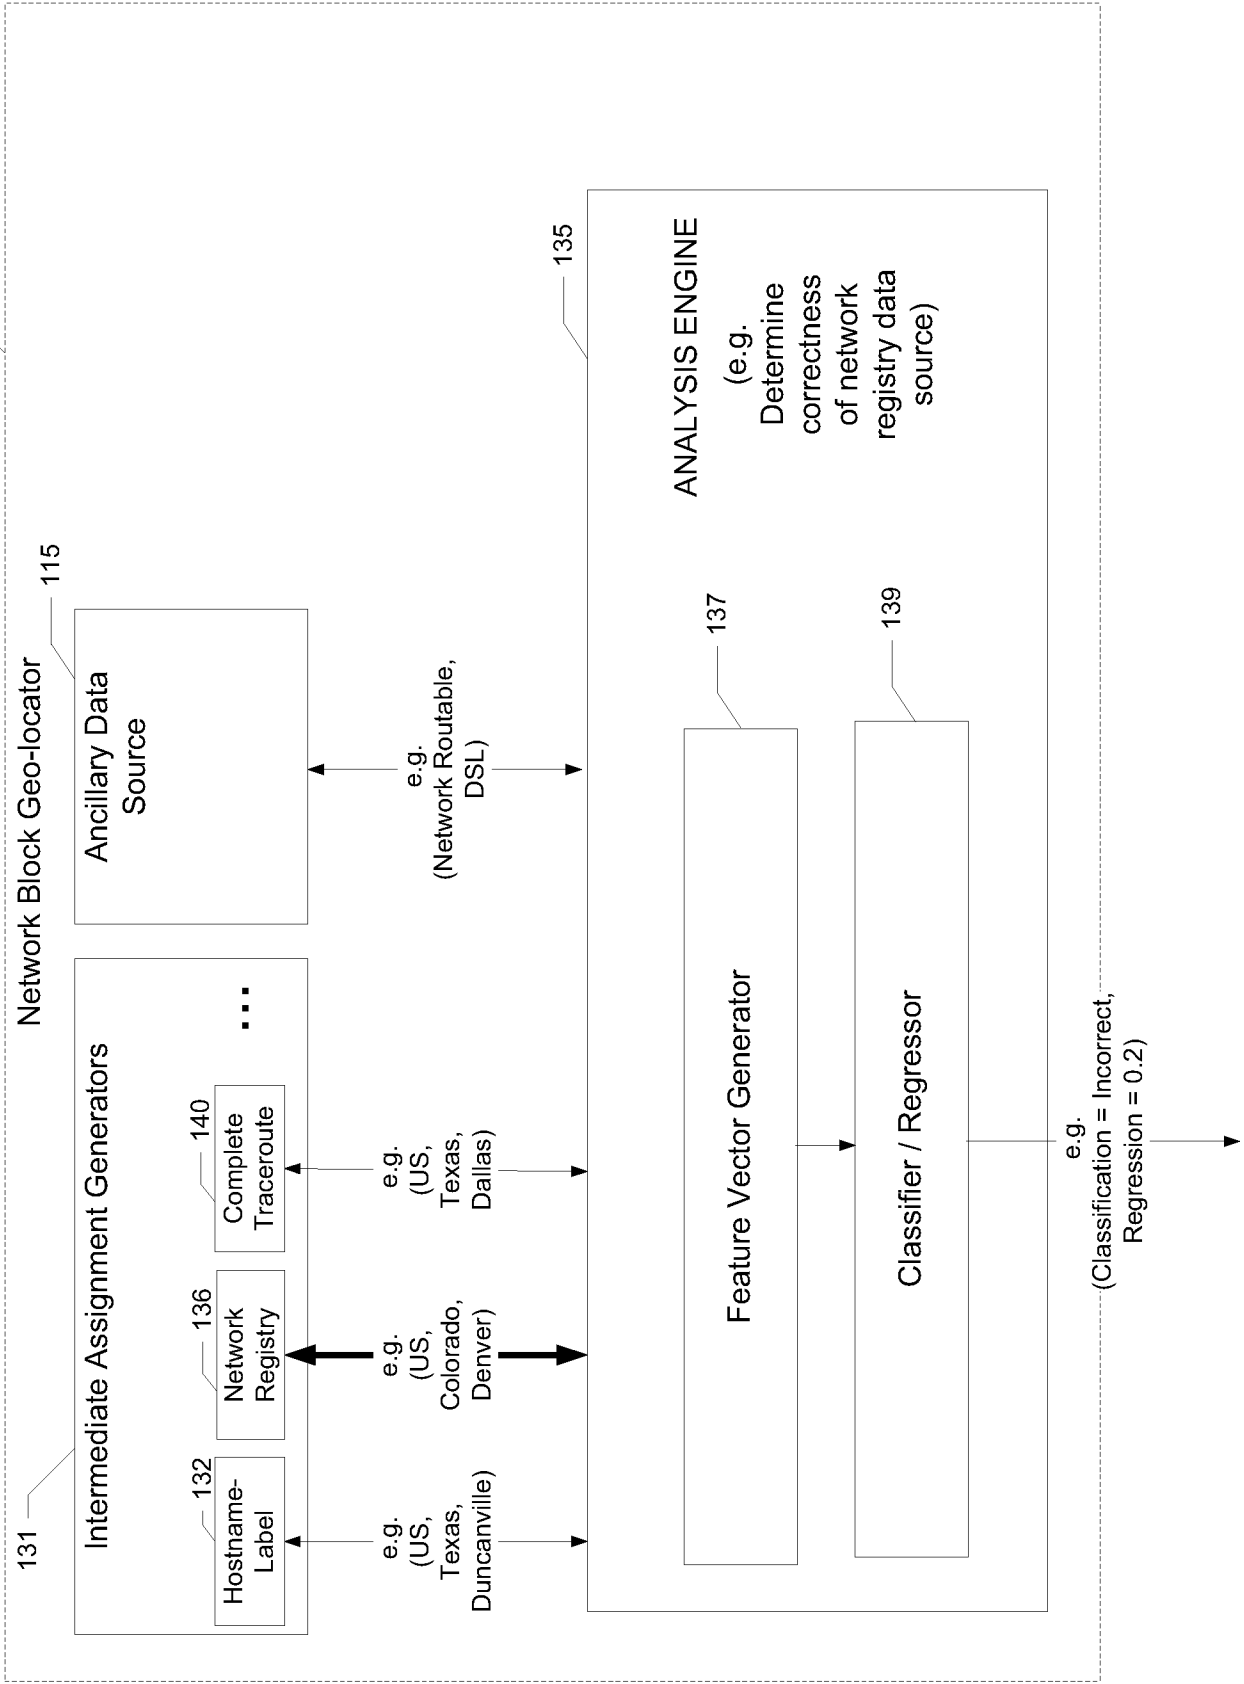 Network Block Geo-locator
131
Intermediate Assignment Generators
132
Hostname-
Label
136
Network
Registry
140
Complete
Traceroute
...
115
Ancillary Data
Source
e.g.
(US,
Texas,
Duncanville)
e.g.
(US,
Colorado,
Denver)
e.g.
(US,
Texas,
Dallas)
e.g.
(Network Routable,
DSL)
135
ANALYSIS ENGINE
(e.g.
Determine
correctness
of network
registry data
source)
137
Feature Vector Generator
139
Classifier / Regressor
e.g.
(Classification = Incorrect,
Regression = 0.2)